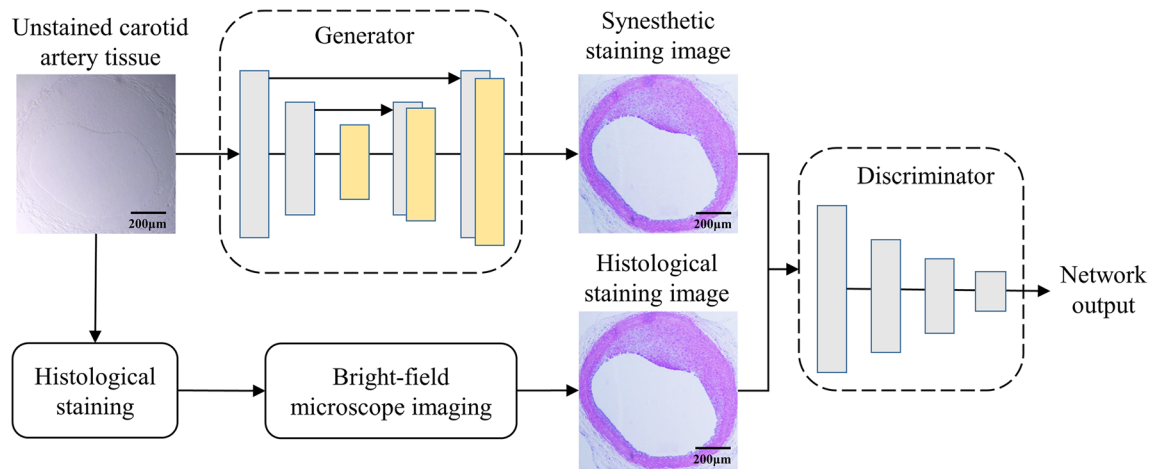 Unstained carotid
artery tissue
200μm
Generator
Synesthetic
staining image
200μm
Discriminator
Network
output
Histological
staining image
200μm
Histological
staining
Bright-field
microscope imaging